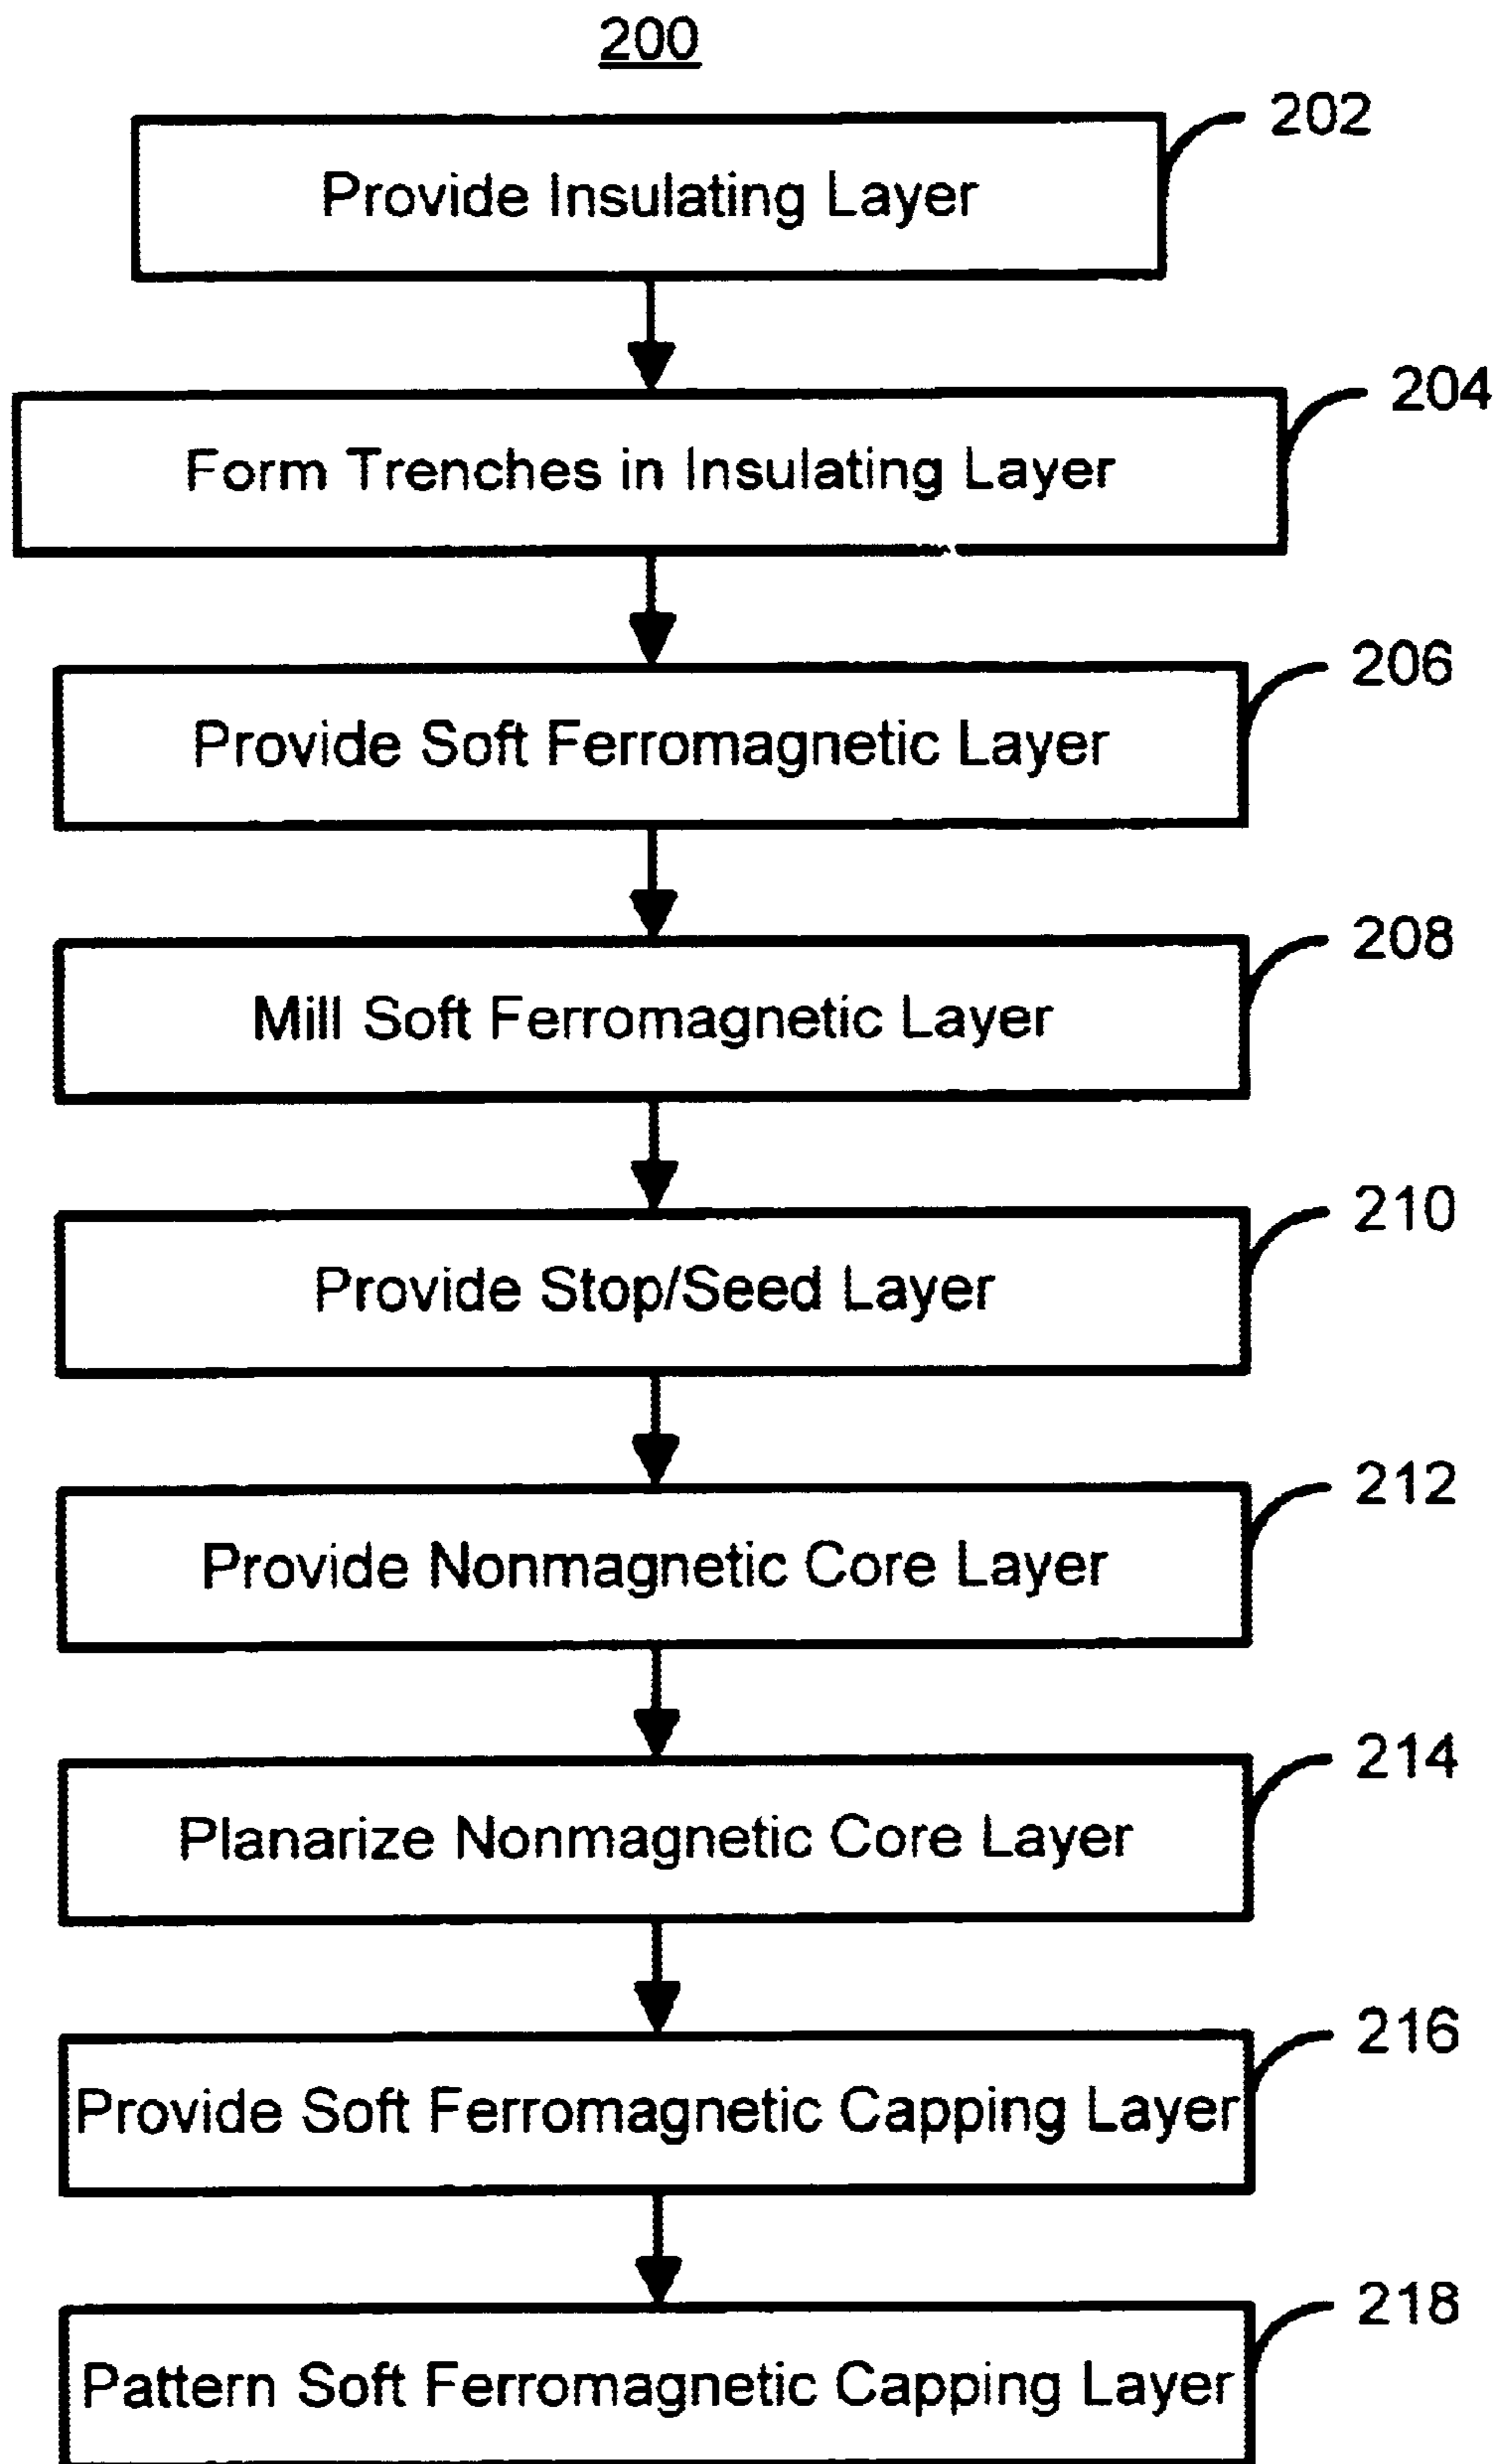 200
202
Provide Insulating Layer
204
Form Trenches in Insulating Layer
206
Provide Soft Ferromagnetic Layer
208
Mill Soft Ferromagnetic Layer
210
Provide Stop/Seed Layer
212
Provide Nonmagnetic Core Layer
214
Planarize Nonmagnetic Core Layer
216
Provide Soft Ferromagnetic Capping Layer
218
Pattern Soft Ferromagnetic Capping Layer